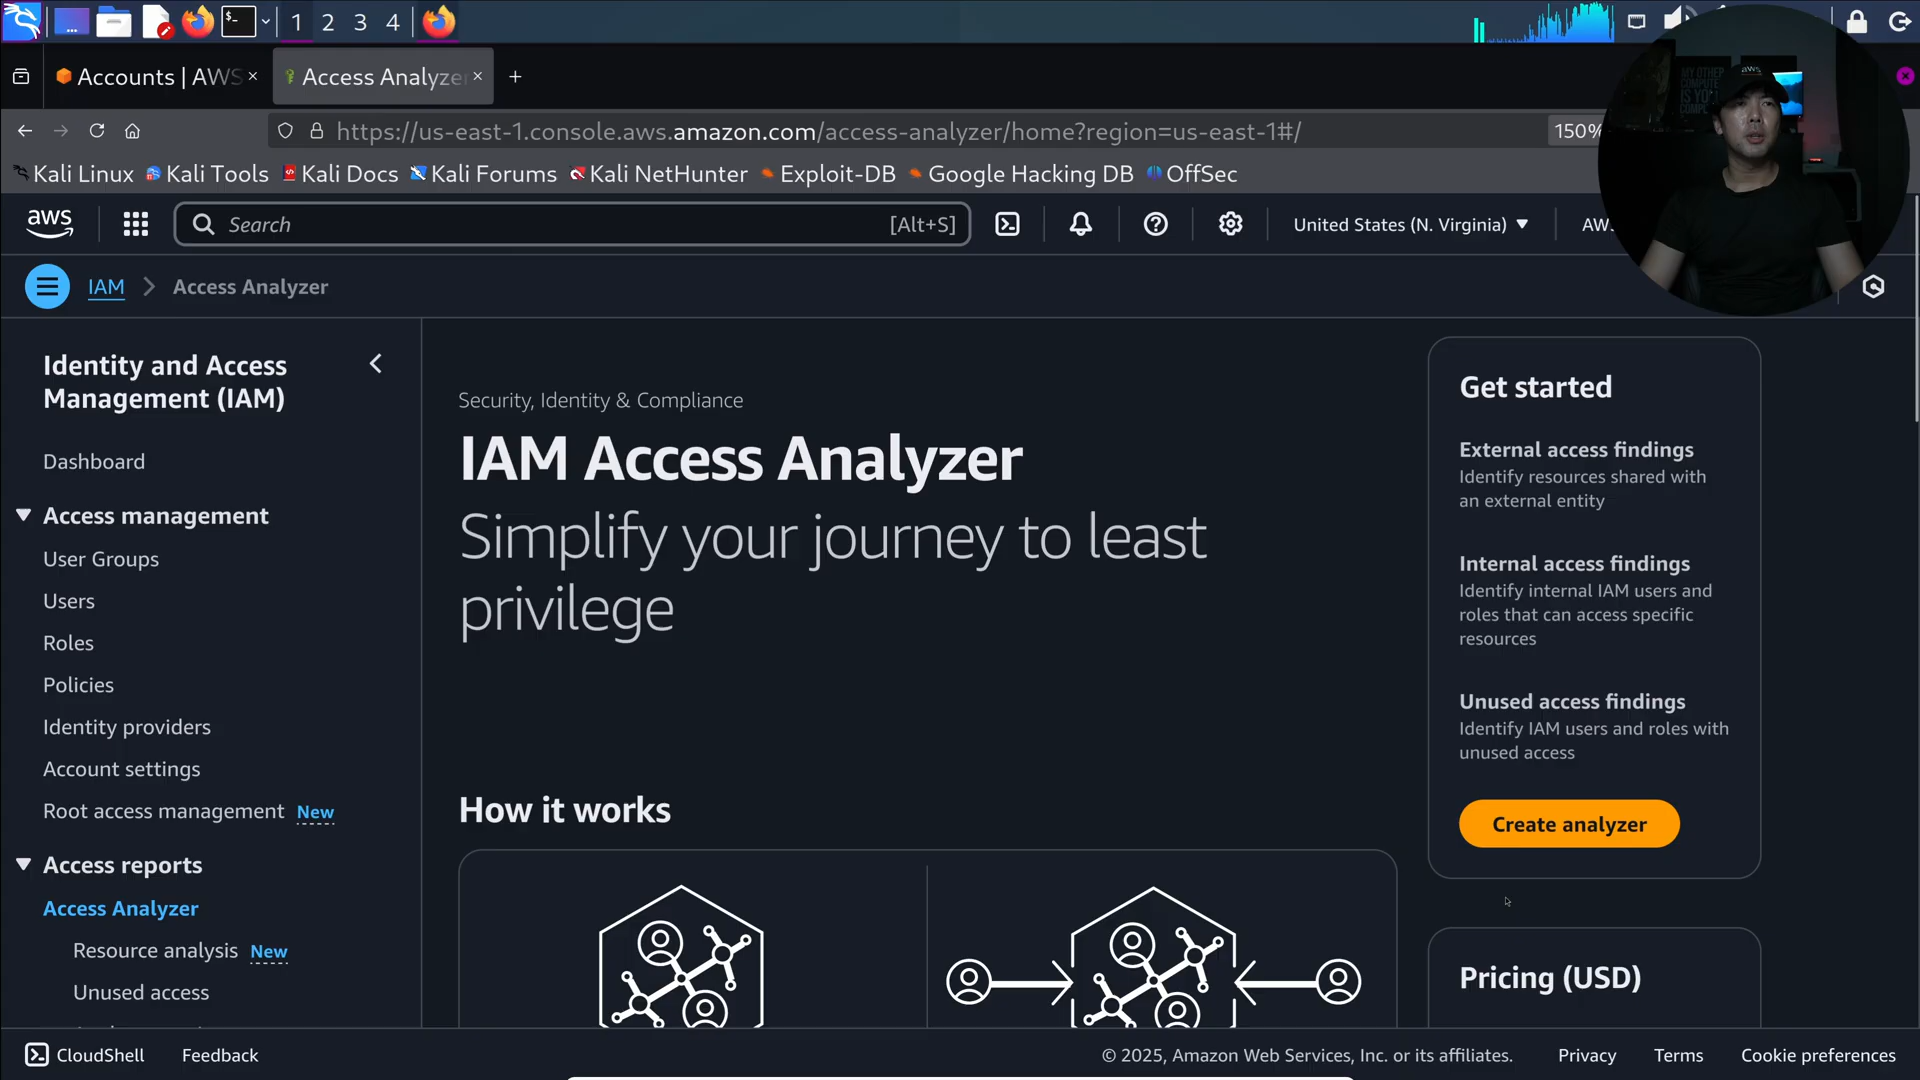 1 2 3 4
Accounts | AWS
Access Analyzer
https://us-east-1.console.aws.amazon.com/access-analyzer/home?region=us-east-1#/
150%
Kali Linux Kali Tools Kali Docs Kali Forums Kali NetHunter Exploit-DB Google Hacking DB OffSec
aws
Search
[Alt+S]
United States (N. Virginia)
AWS
aws
IAM
Access Analyzer
Identity and Access
Management (IAM)
Dashboard
Access management
User Groups
Users
Roles
Policies
Identity providers
Account settings
Root access management New
Access reports
Access Analyzer
Resource analysis New
Unused access
Security, Identity & Compliance
IAM Access Analyzer
Simplify your journey to least
privilege
How it works
Get started
External access findings
Identify resources shared with
an external entity
Internal access findings
Identify internal IAM users and
roles that can access specific
resources
Unused access findings
Identify IAM users and roles with
unused access
Create analyzer
Pricing (USD)
CloudShell
Feedback
© 2025, Amazon Web Services, Inc. or its affiliates.
Privacy
Terms
Cookie preferences